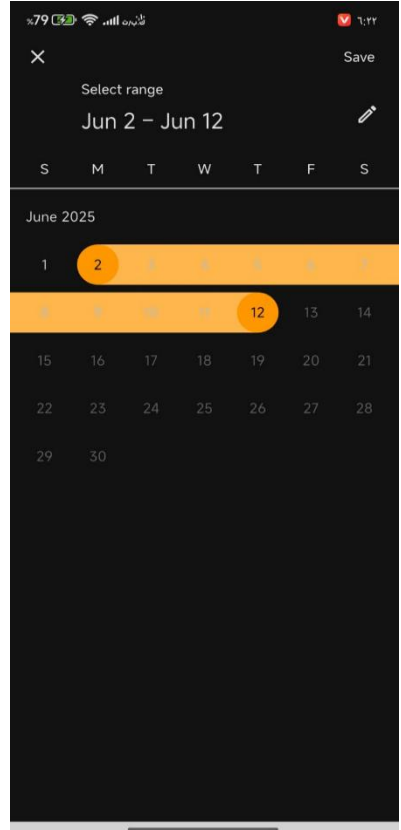 %79
٦:٢٢
Save
Select range
Jun 2 – Jun 12
S M T W T F S
June 2025
1 2 3 4 5 6 7
8 9 10 11 12 13 14
15 16 17 18 19 20 21
22 23 24 25 26 27 28
29 30